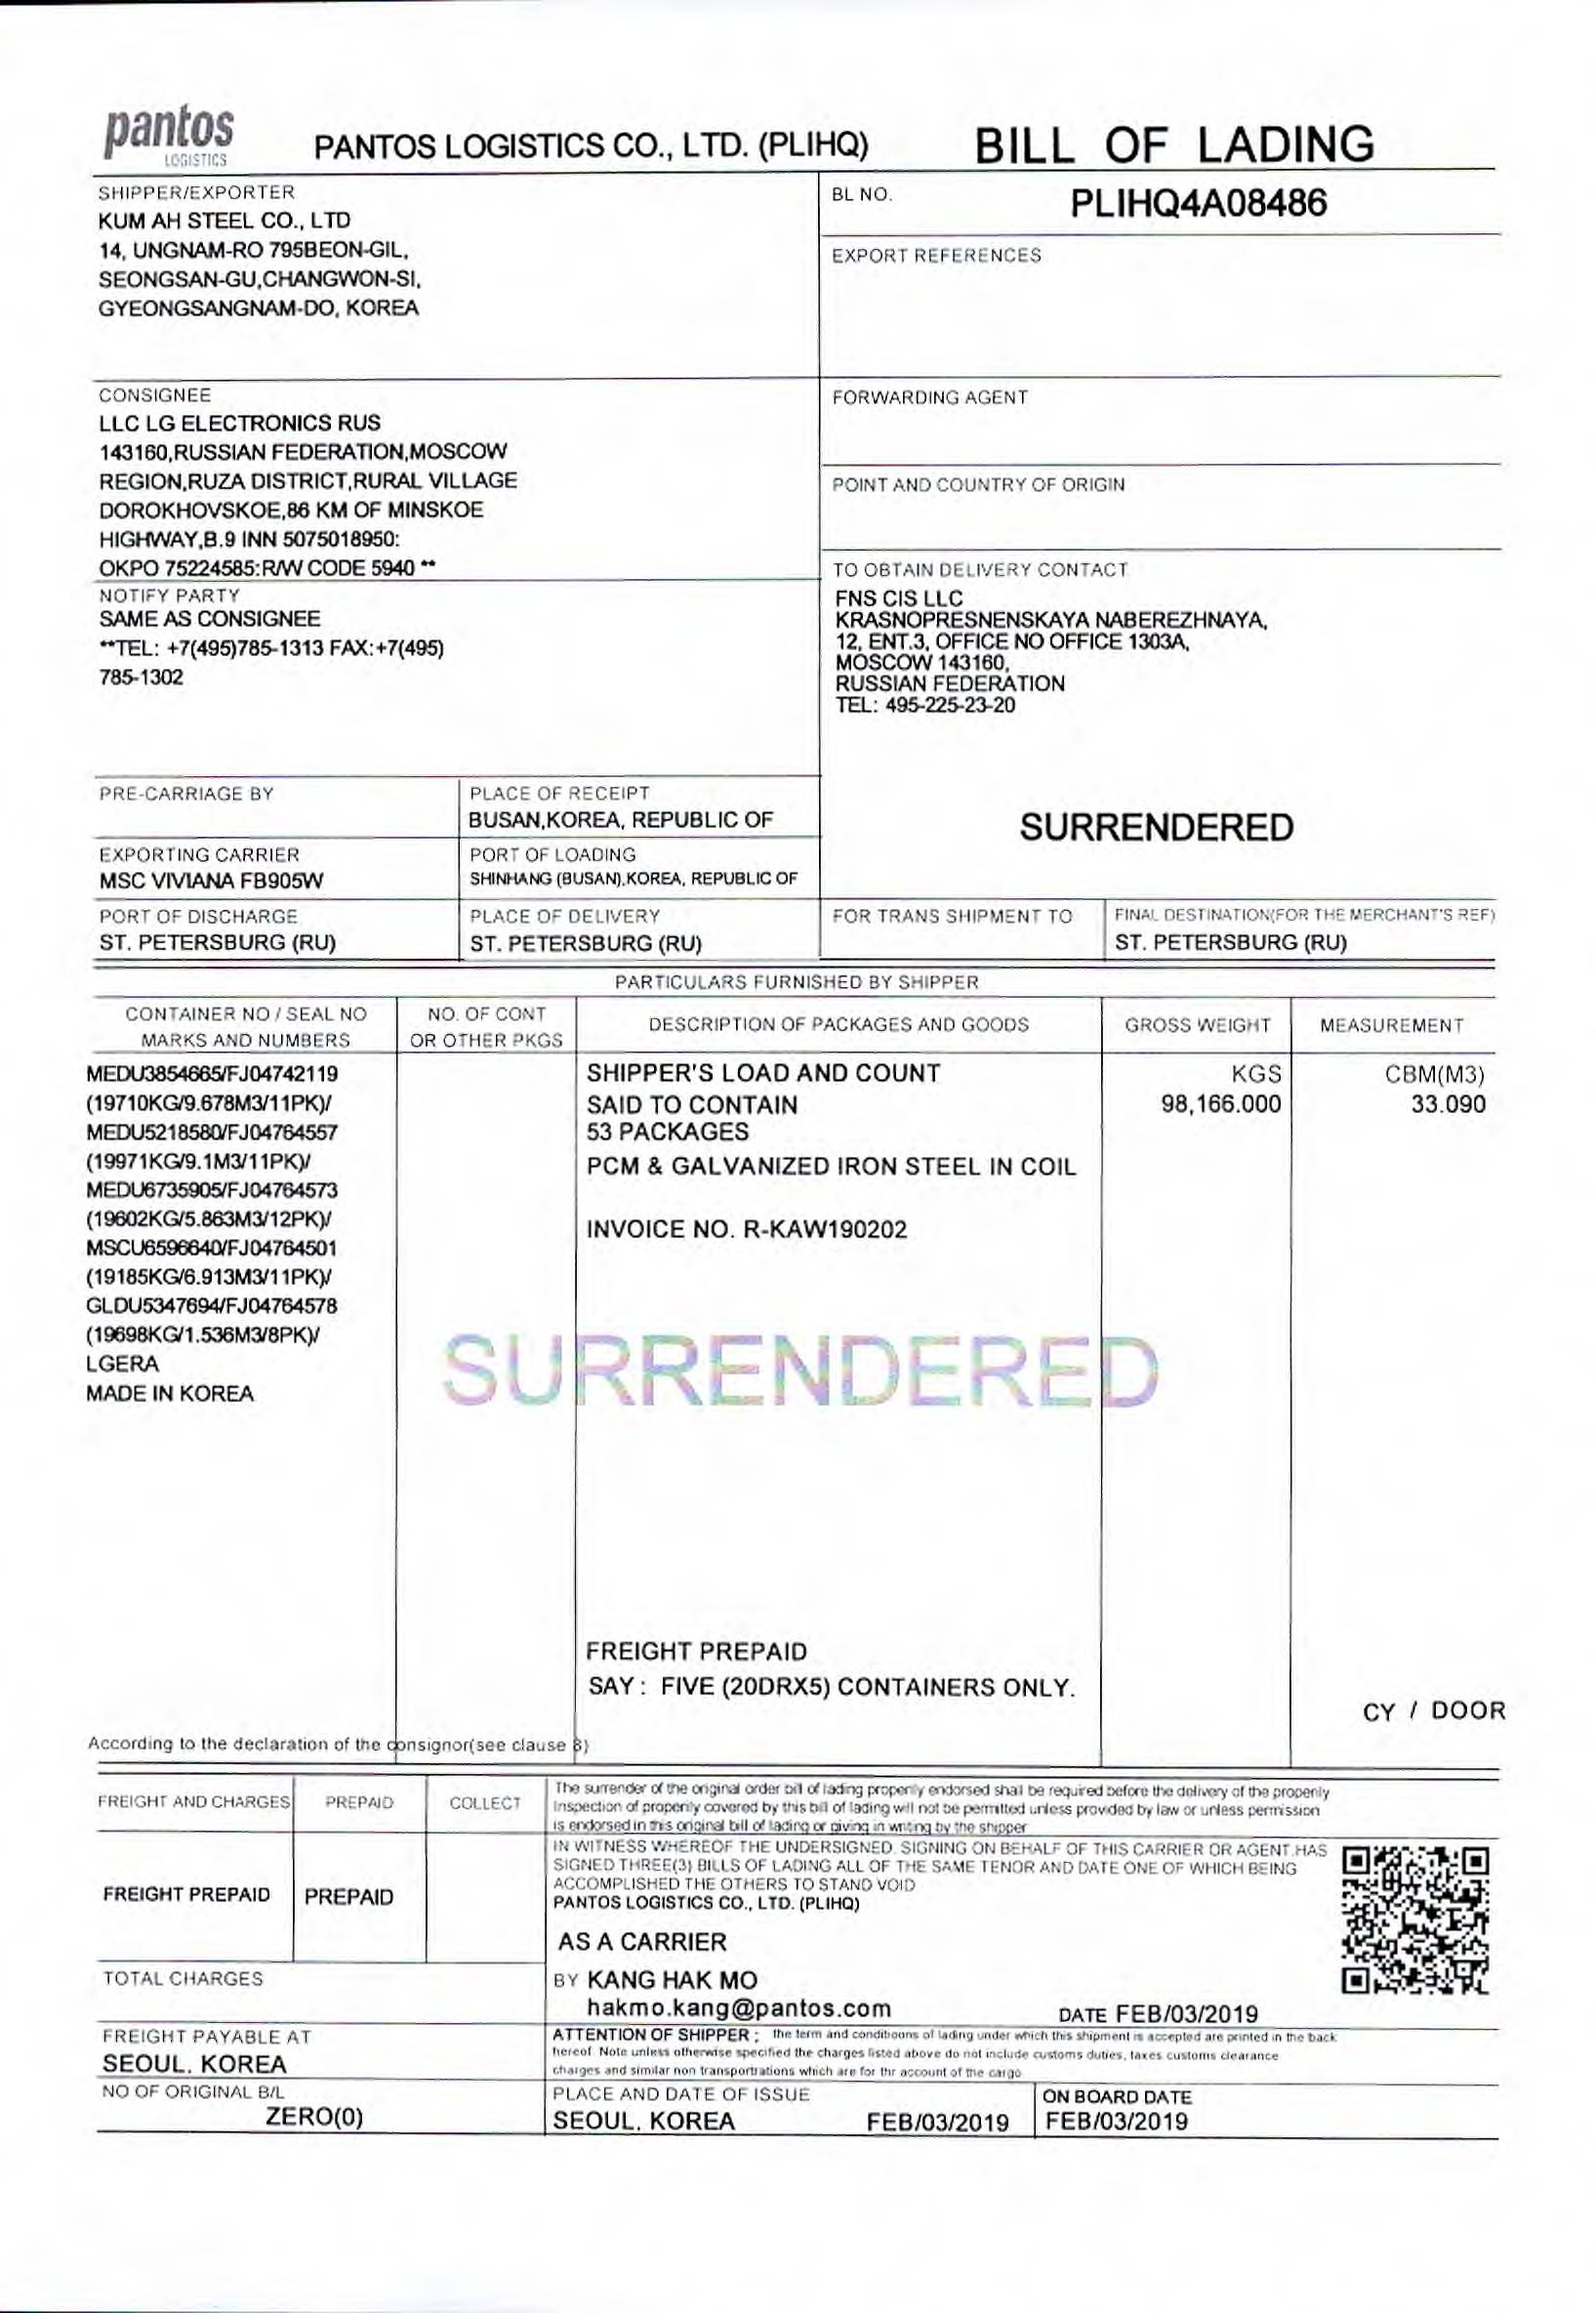 pantos
LOGISTICS
PANTOS LOGISTICS CO., LTD. (PLIHQ)
BILL OF LADING
SHIPPER/EXPORTER
KUM AH STEEL CO., LTD
14, UNGNAM-RO 795BEON-GIL,
SEONGSAN-GU,CHANGWON-SI,
GYEONGSANGNAM-DO, KOREA
BL NO.
PLIHQ4A08486
EXPORT REFERENCES
CONSIGNEE
LLC LG ELECTRONICS RUS
143160,RUSSIAN FEDERATION,MOSCOW
REGION,RUZA DISTRICT,RURAL VILLAGE
DOROKHOVSKOE,86 KM OF MINSKOE
HIGHWAY,B.9 INN 5075018950:
OKPO 75224585:R/W CODE 5940 **
FORWARDING AGENT
POINT AND COUNTRY OF ORIGIN
NOTIFY PARTY
SAME AS CONSIGNEE
**TEL: +7(495)785-1313 FAX:+7(495)
785-1302
TO OBTAIN DELIVERY CONTACT
FNS CIS LLC
KRASNOPRESNENSKAYA NABEREZHNAYA,
12, ENT.3, OFFICE NO OFFICE 1303A,
MOSCOW 143160,
RUSSIAN FEDERATION
TEL: 495-225-23-20
SURRENDERED
PRE-CARRIAGE BY
PLACE OF RECEIPT
BUSAN,KOREA, REPUBLIC OF
EXPORTING CARRIER
MSC VIVIANA FB905W
PORT OF LOADING
SHINHANG (BUSAN),KOREA, REPUBLIC OF
PORT OF DISCHARGE
ST. PETERSBURG (RU)
PLACE OF DELIVERY
ST. PETERSBURG (RU)
FOR TRANS SHIPMENT TO
FINAL DESTINATION(FOR THE MERCHANT'S REF)
ST. PETERSBURG (RU)
PARTICULARS FURNISHED BY SHIPPER
CONTAINER NO / SEAL NO
MARKS AND NUMBERS
NO. OF CONT
OR OTHER PKGS
DESCRIPTION OF PACKAGES AND GOODS
GROSS WEIGHT
MEASUREMENT
MEDU3854665/FJ04742119
(19710KG/9.678M3/11PK)/
MEDU5218580/FJ04764557
(19971KG/9.1M3/11PK)/
MEDU6735905/FJ04764573
(19602KG/5.863M3/12PK)/
MSCU6596640/FJ04764501
(19185KG/6.913M3/11PK)/
GLDU5347694/FJ04764578
(19698KG/1.536M3/8PK)/
LGERA
MADE IN KOREA
SHIPPER'S LOAD AND COUNT
SAID TO CONTAIN
53 PACKAGES
PCM & GALVANIZED IRON STEEL IN COIL
INVOICE NO. R-KAW190202
KGS
98,166.000
CBM(M3)
33.090
SURRENDERED
FREIGHT PREPAID
SAY : FIVE (20DRX5) CONTAINERS ONLY.
CY / DOOR
According to the declaration of the consignor(see clause 8)
FREIGHT AND CHARGES
PREPAID
COLLECT
The surrender of the original order bill of lading properly endorsed shall be required before the delivery of the property
Inspection of property covered by this bill of lading will not be permitted unless provided by law or unless permission
is endorsed in this original bill of lading or giving in writing by the shipper
FREIGHT PREPAID
PREPAID
IN WITNESS WHEREOF THE UNDERSIGNED, SIGNING ON BEHALF OF THIS CARRIER OR AGENT HAS
SIGNED THREE(3) BILLS OF LADING ALL OF THE SAME TENOR AND DATE ONE OF WHICH BEING
ACCOMPLISHED THE OTHERS TO STAND VOID
PANTOS LOGISTICS CO., LTD. (PLIHQ)
AS A CARRIER
TOTAL CHARGES
BY KANG HAK MO
hakmo.kang@pantos.com
DATE FEB/03/2019
FREIGHT PAYABLE AT
SEOUL. KOREA
ATTENTION OF SHIPPER ; the term and conditioons of lading under which this shipment is accepted are printed in the back
hereof. Note unless otherwise specified the charges listed above do not include customs duties, taxes customs clearance
charges and similar non transportrations which are for thr account of the cargo
NO OF ORIGINAL B/L
ZERO(0)
PLACE AND DATE OF ISSUE
SEOUL. KOREA
FEB/03/2019
ON BOARD DATE
FEB/03/2019